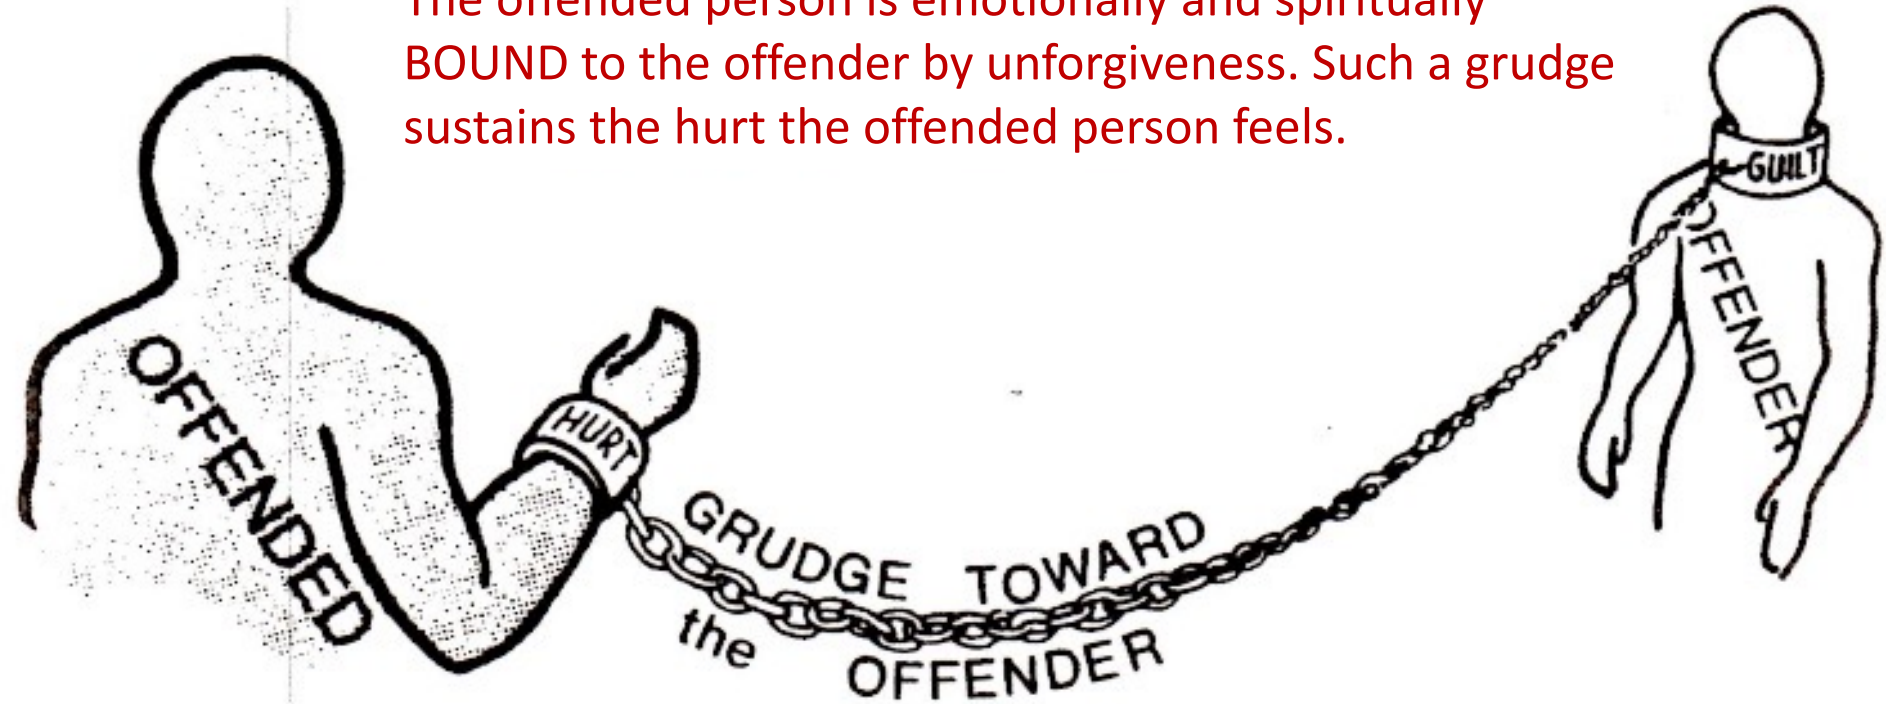 The offended person is emotionally and spiritually
BOUND to the offender by unforgiveness. Such a grudge
sustains the hurt the offended person feels.
GUILT
OFFENDER
OFFENDED
HURT
GRUDGE TOWARD
the OFFENDER